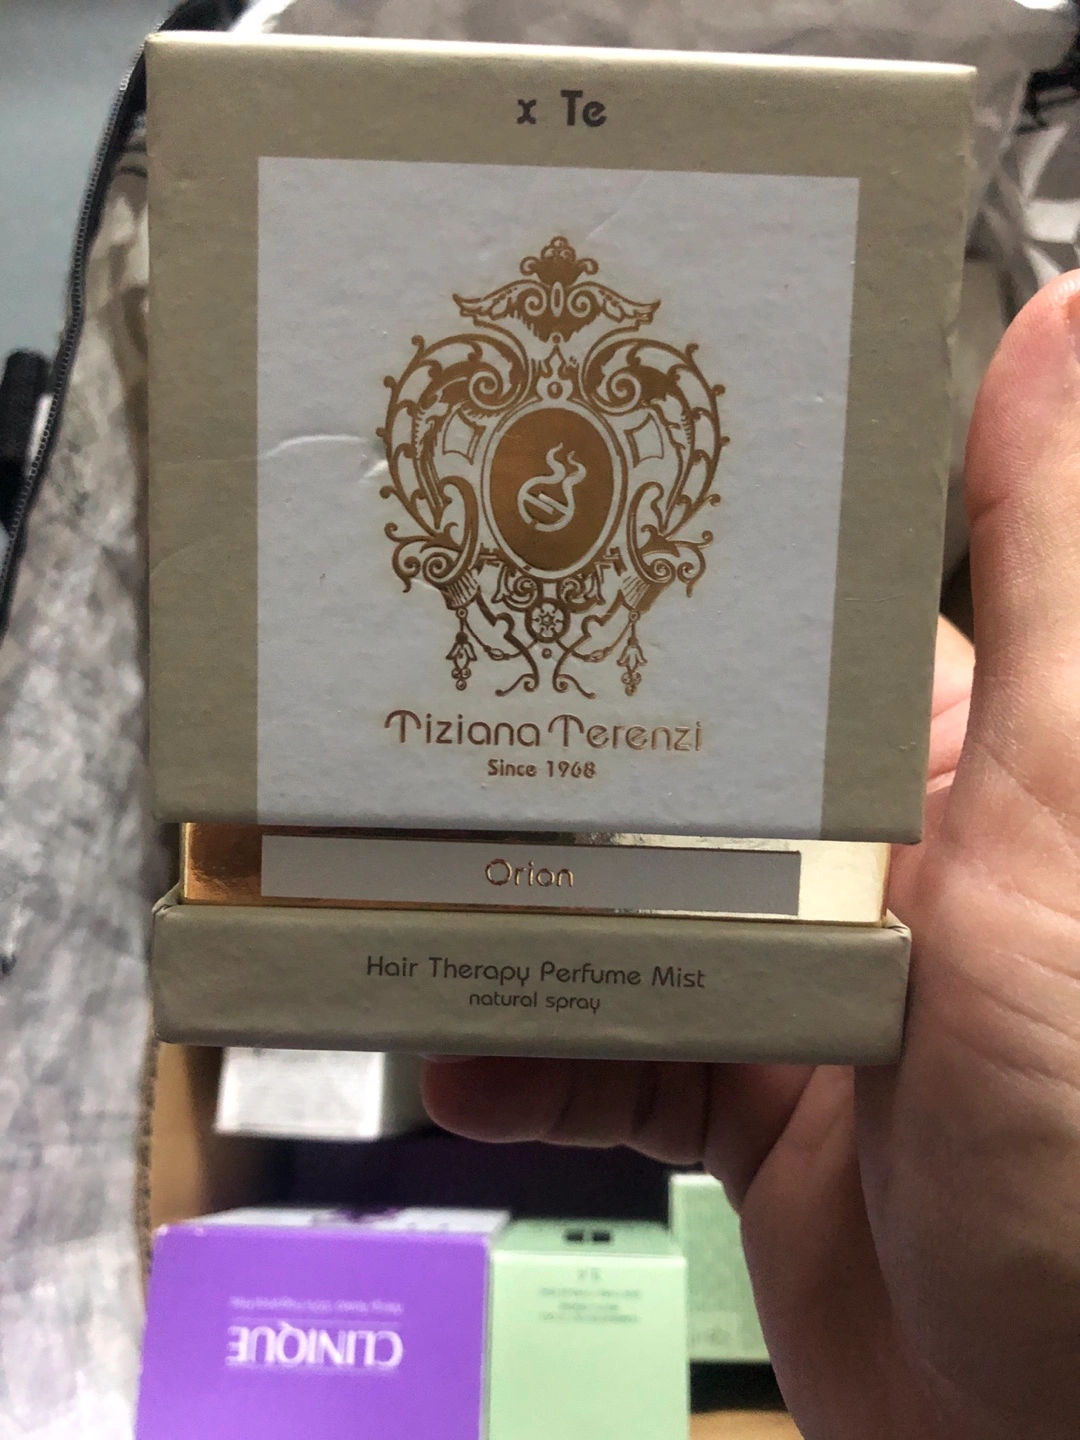 x Te
Tiziana Terenzi
Since 1968
Orion
Hair Therapy Perfume Mist
natural spray
CLINIQUE